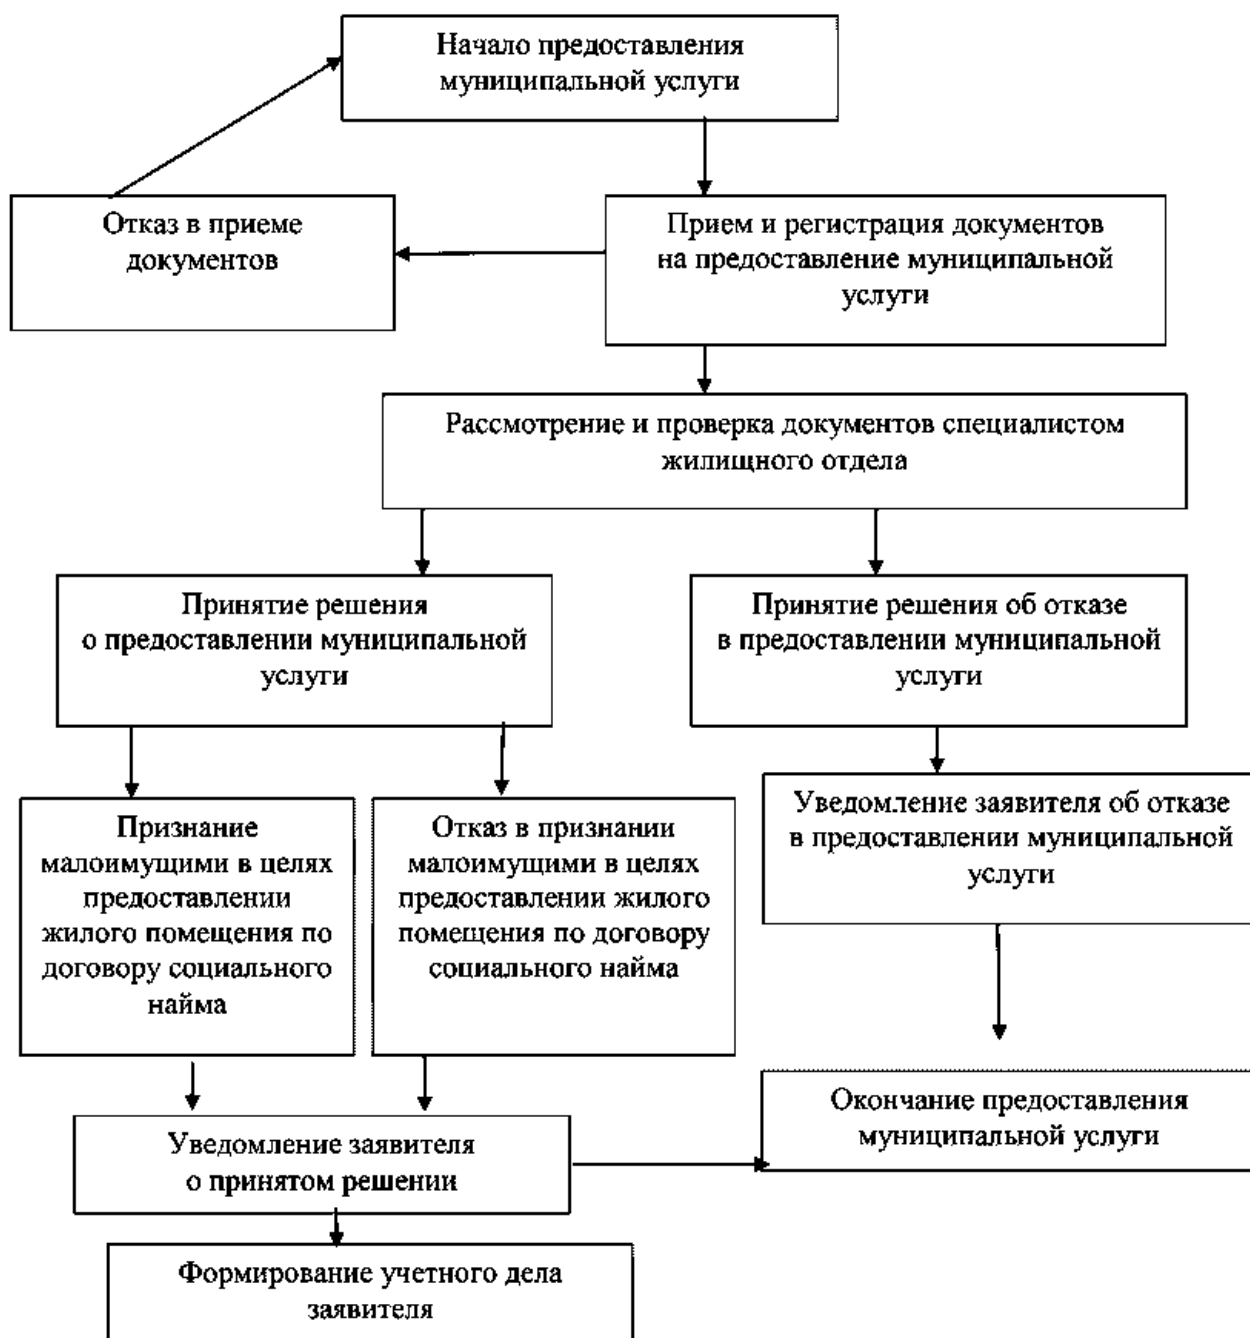 Начало предоставления
муниципальной услуги
Отказ в приеме
документов
Прием и регистрация документов
на предоставление муниципальной
услуги
Рассмотрение и проверка документов специалистом
жилищного отдела
Принятие решения
о предоставлении муниципальной
услуги
Принятие решения об отказе
в предоставлении муниципальной
услуги
Признание
малоимущими в целях
предоставлении
жилого помещения по
договору социального
найма
Отказ в признании
малоимущими в целях
предоставлении жилого
помещения по договору
социального найма
Уведомление заявителя об отказе
в предоставлении муниципальной
услуги
Уведомление заявителя
о принятом решении
Окончание предоставления
муниципальной услуги
Формирование учетного дела
заявителя